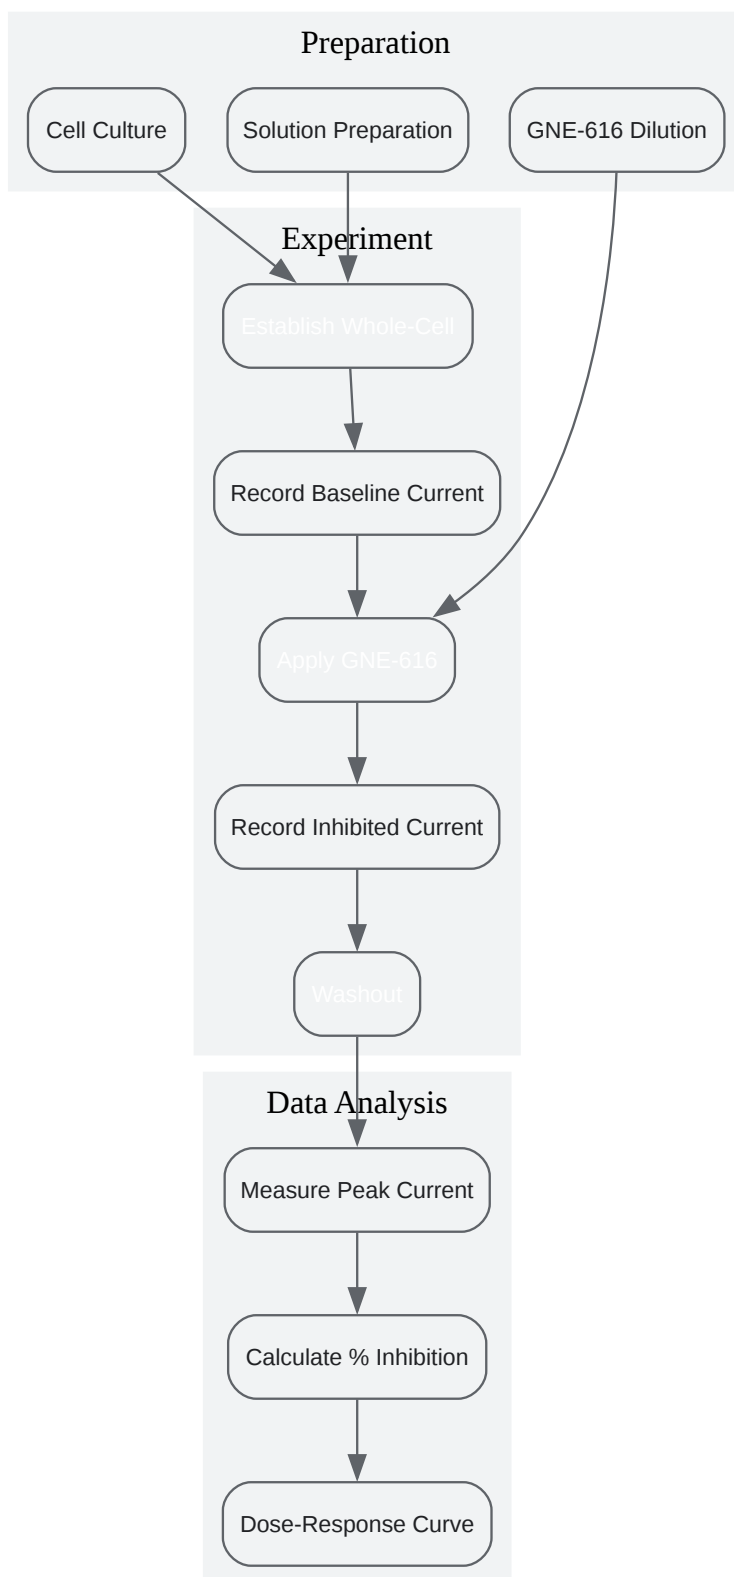 Preparation
Cell Culture
Solution Preparation
GNE-616 Dilution
Experiment
Establish Whole-Cell
Record Baseline Current
Apply GNE-616
Record Inhibited Current
Washout
Data Analysis
Measure Peak Current
Calculate % Inhibition
Dose-Response Curve